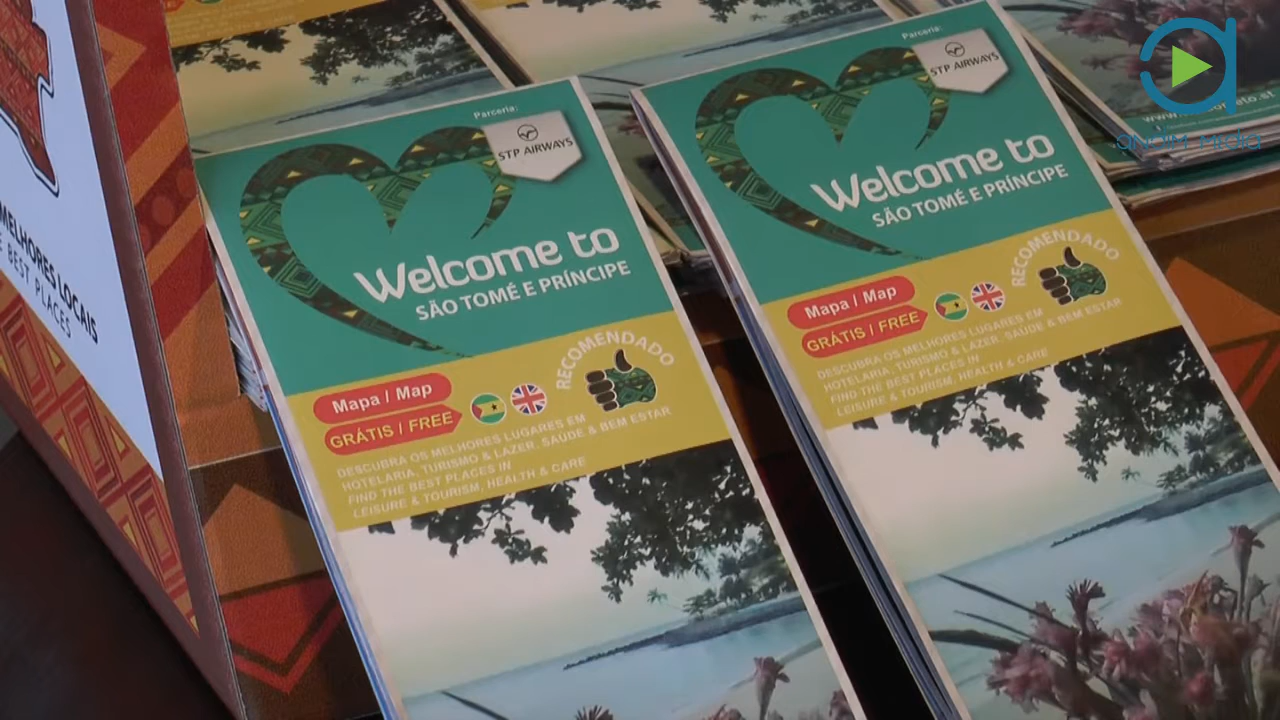 MELHORES LOCAIS
BEST PLACES
Parceria:
STP AIRWAYS
Welcome to
SÃO TOMÉ E PRÍNCIPE
RECOMENDADO
Mapa / Map
GRÁTIS / FREE
DESCUBRA OS MELHORES LUGARES EM
HOTELARIA, TURISMO & LAZER, SAÚDE & BEM ESTAR
FIND THE BEST PLACES IN
LEISURE & TOURISM, HEALTH & CARE
Parceria:
STP AIRWAYS
Welcome to
SÃO TOMÉ E PRÍNCIPE
RECOMENDADO
Mapa / Map
GRÁTIS / FREE
DESCUBRA OS MELHORES LUGARES EM
HOTELARIA, TURISMO & LAZER, SAÚDE & BEM ESTAR
FIND THE BEST PLACES IN
LEISURE & TOURISM, HEALTH & CARE